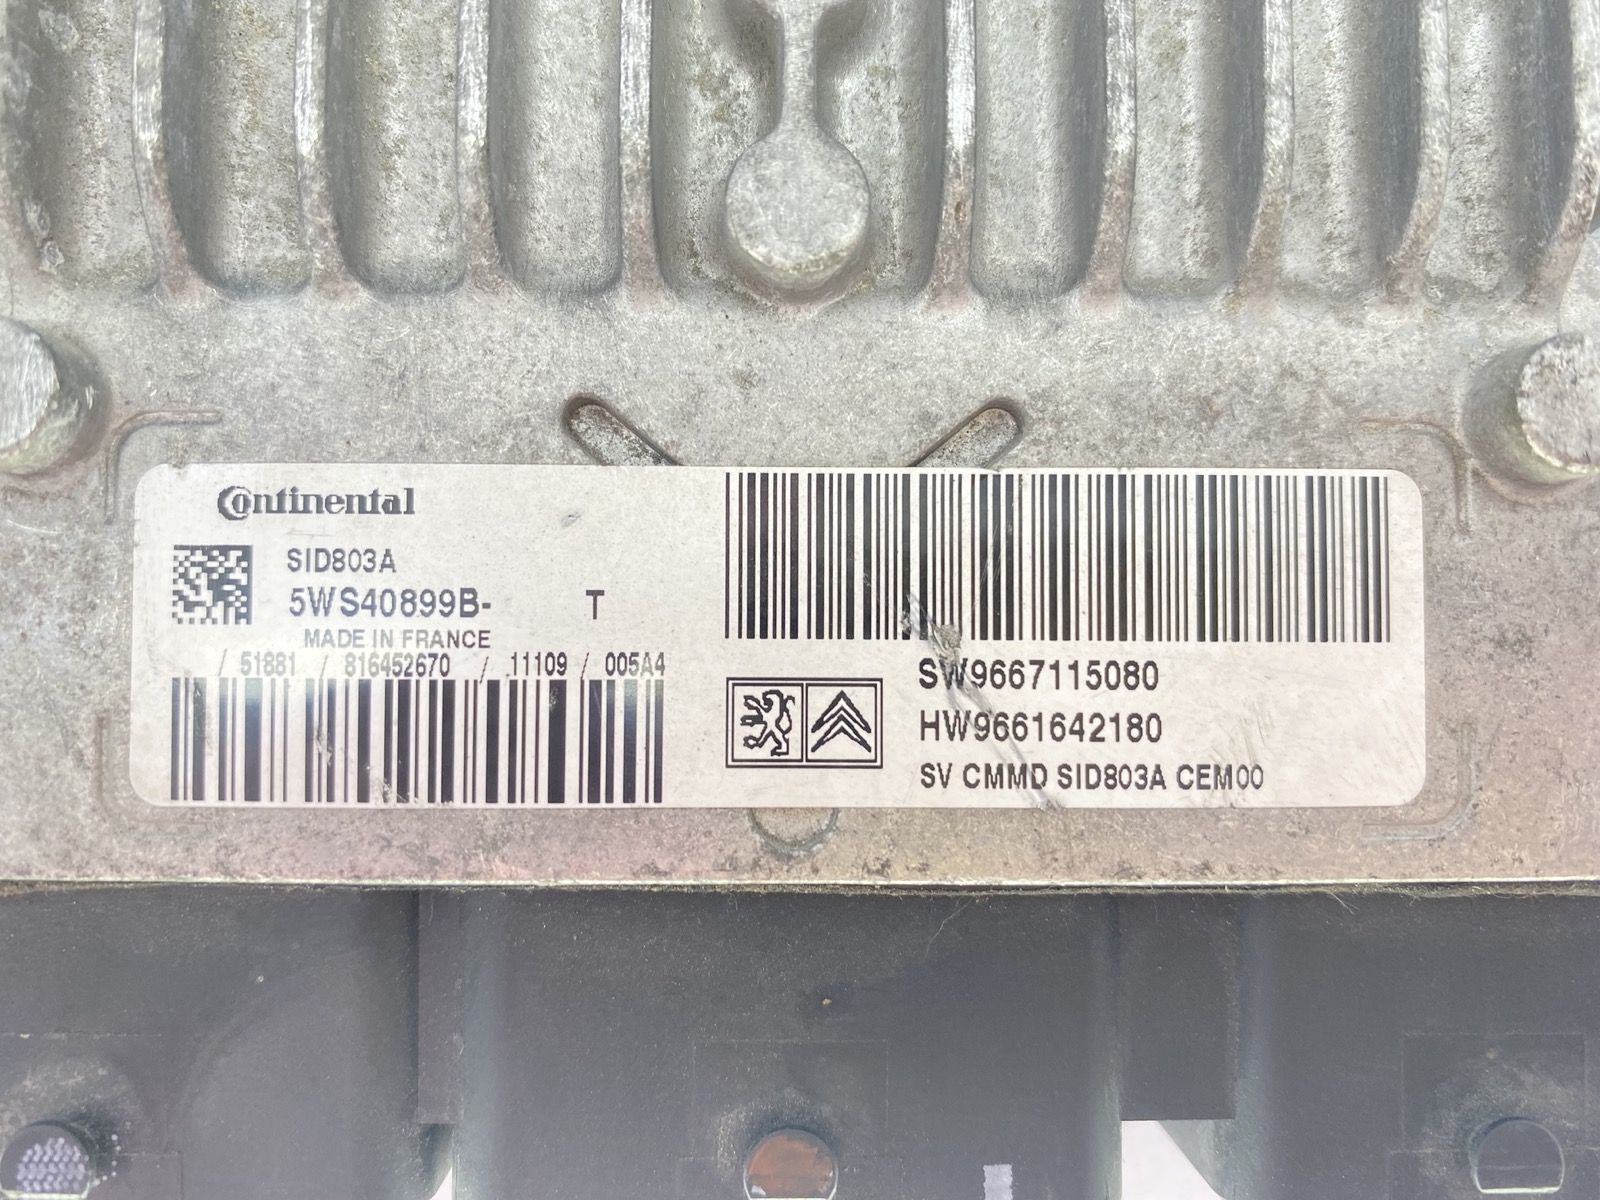 Continental
SID803A
5WS40899B- T
MADE IN FRANCE
/ 51881 / 816452670 / 11109 / 005A4
SW9667115080
HW9661642180
SV CMMD SID803A CEM00